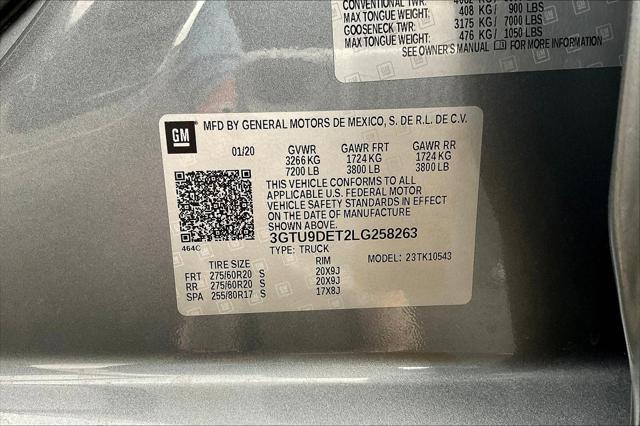 CONVENTIONAL TWR:
MAX TONGUE WEIGHT: 408 KG / 900 LBS
GOOSENECK TWR: 3175 KG / 7000 LBS
MAX TONGUE WEIGHT: 476 KG / 1050 LBS
SEE OWNER'S MANUAL FOR MORE INFORMATION
GM
MFD BY GENERAL MOTORS DE MEXICO, S. DE R.L. DE C.V.
01/20 GVWR GAWR FRT GAWR RR
3266 KG 1724 KG 1724 KG
7200 LB 3800 LB 3800 LB
THIS VEHICLE CONFORMS TO ALL
APPLICABLE U.S. FEDERAL MOTOR
VEHICLE SAFETY STANDARDS IN EFFECT
ON THE DATE OF MANUFACTURE
SHOWN ABOVE.
464C
3GTU9DET2LG258263
TYPE: TRUCK MODEL: 23TK10543
TIRE SIZE RIM
FRT 275/60R20 S 20X9J
RR 275/60R20 S 20X9J
SPA 255/80R17 S 17X8J